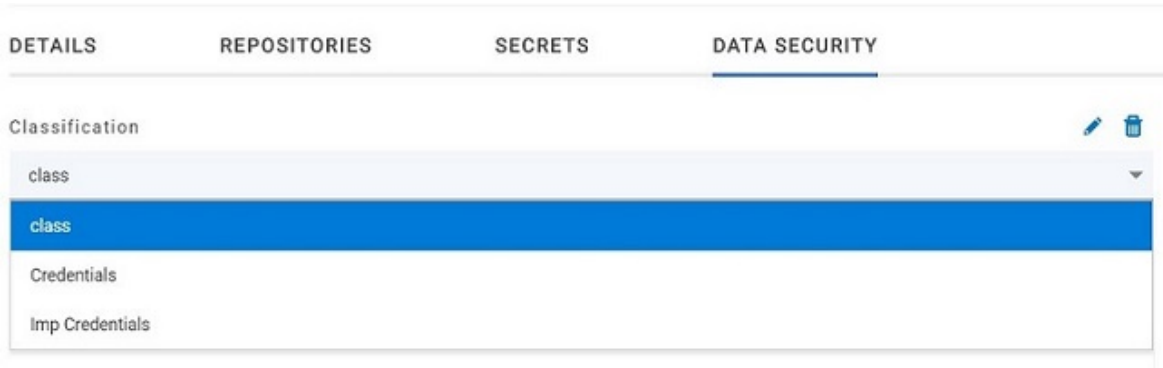 DETAILS REPOSITORIES SECRETS DATA SECURITY
Classification
class
class
Credentials
Imp Credentials